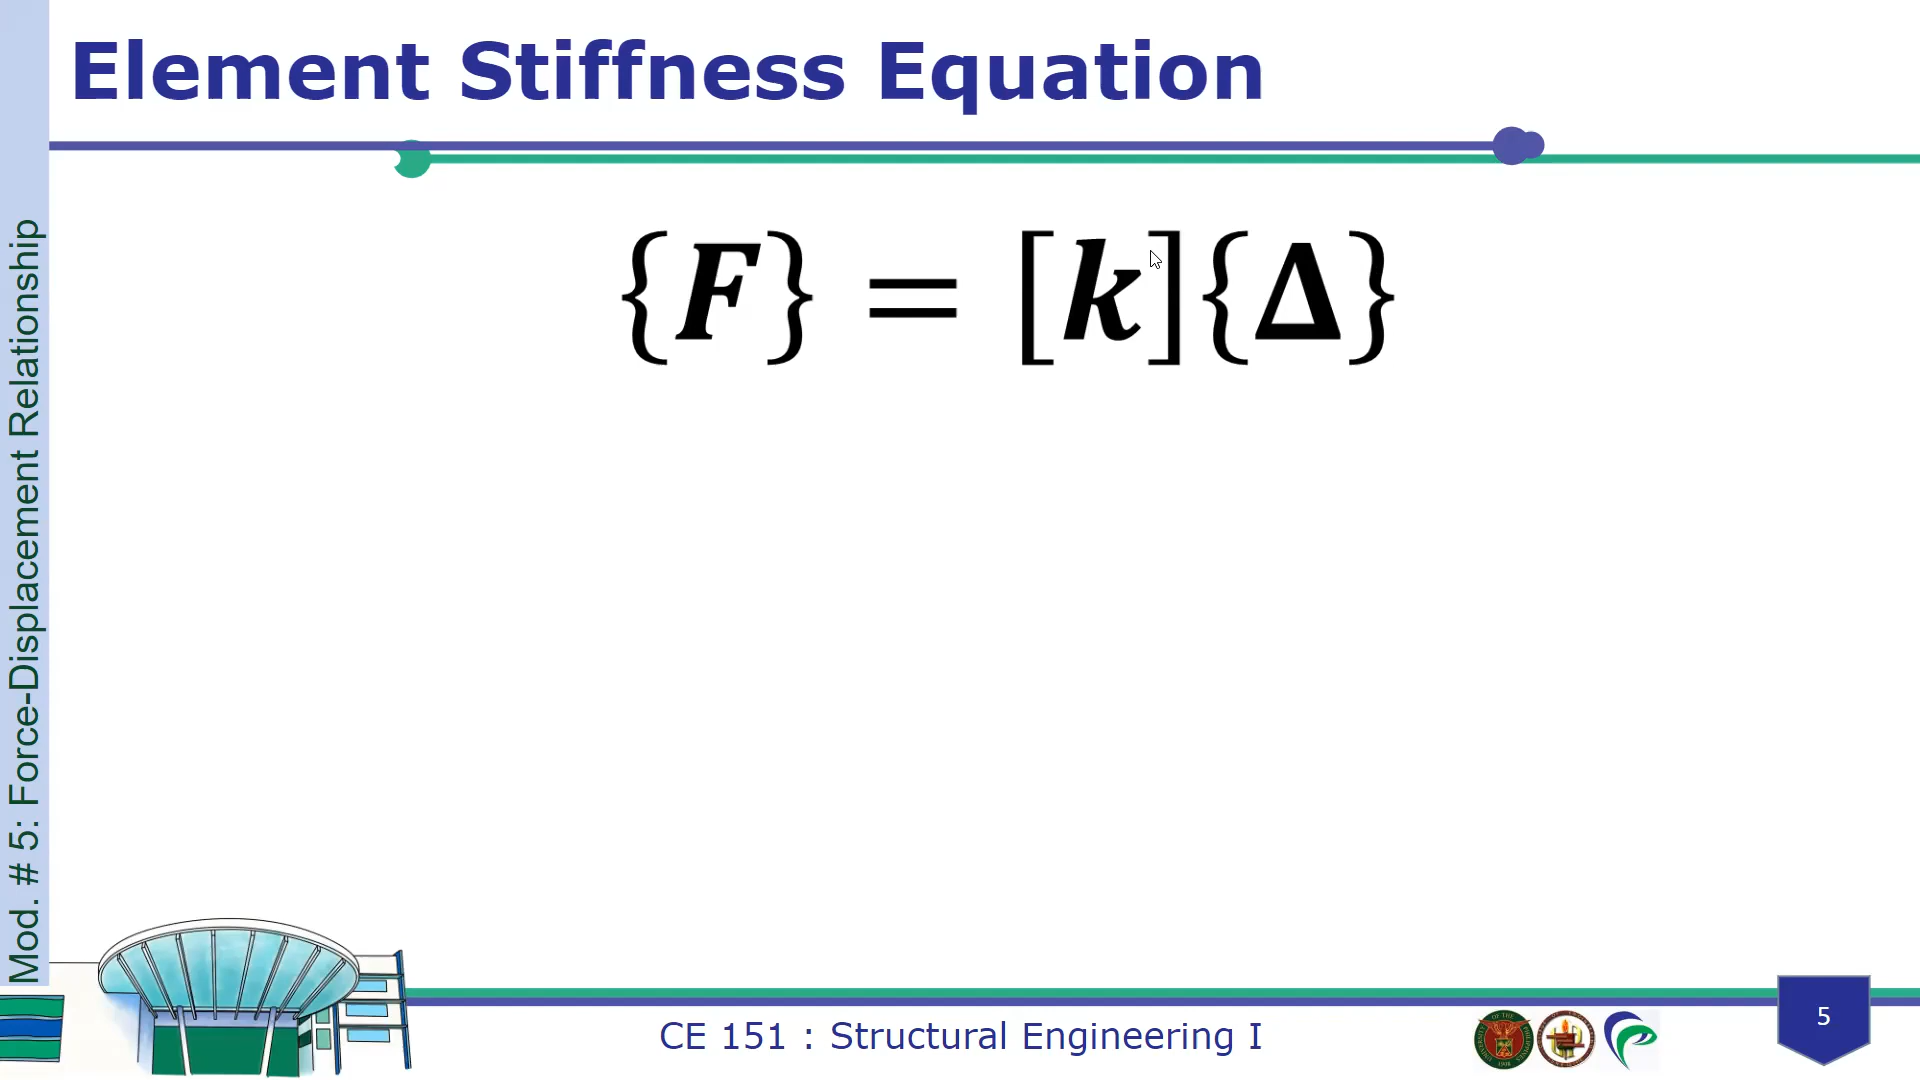 Element Stiffness Equation
{F} = [k]{Δ}
Mod. # 5: Force-Displacement Relationship
CE 151 : Structural Engineering I
5